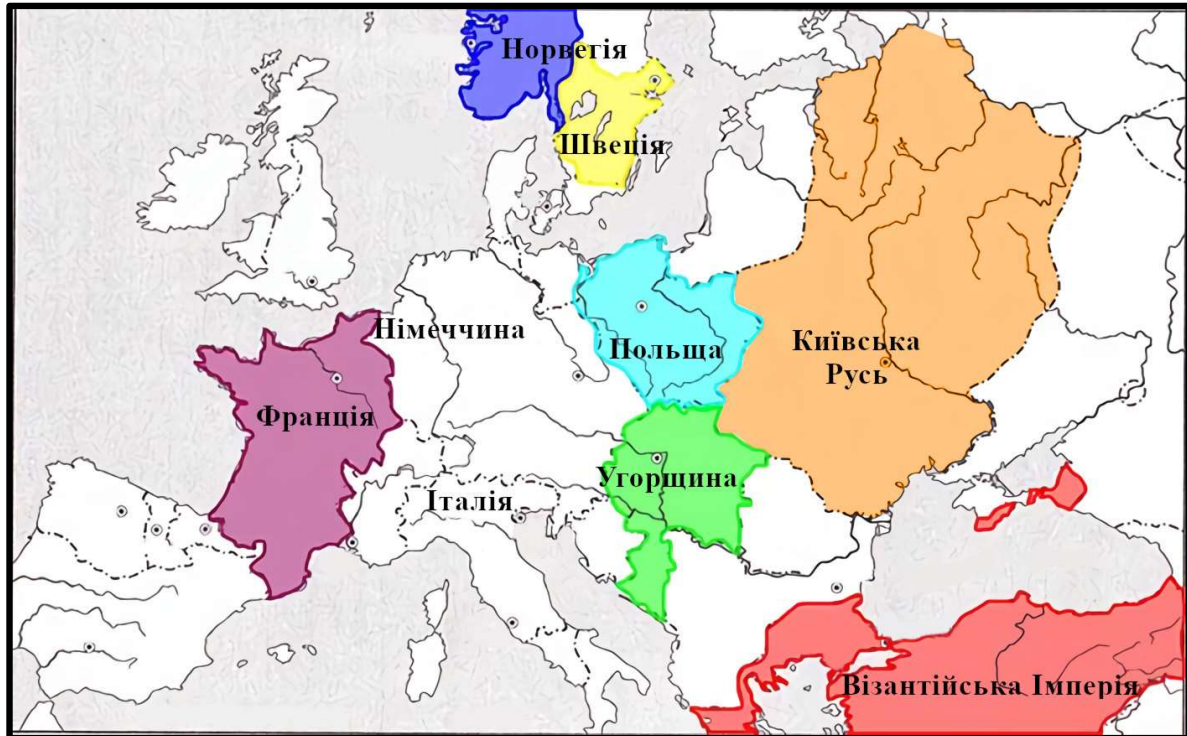 Норвегія
Швеція
Німеччина
Польща
Київська
Русь
Франція
Угорщина
Італія
Візантійська Імперія